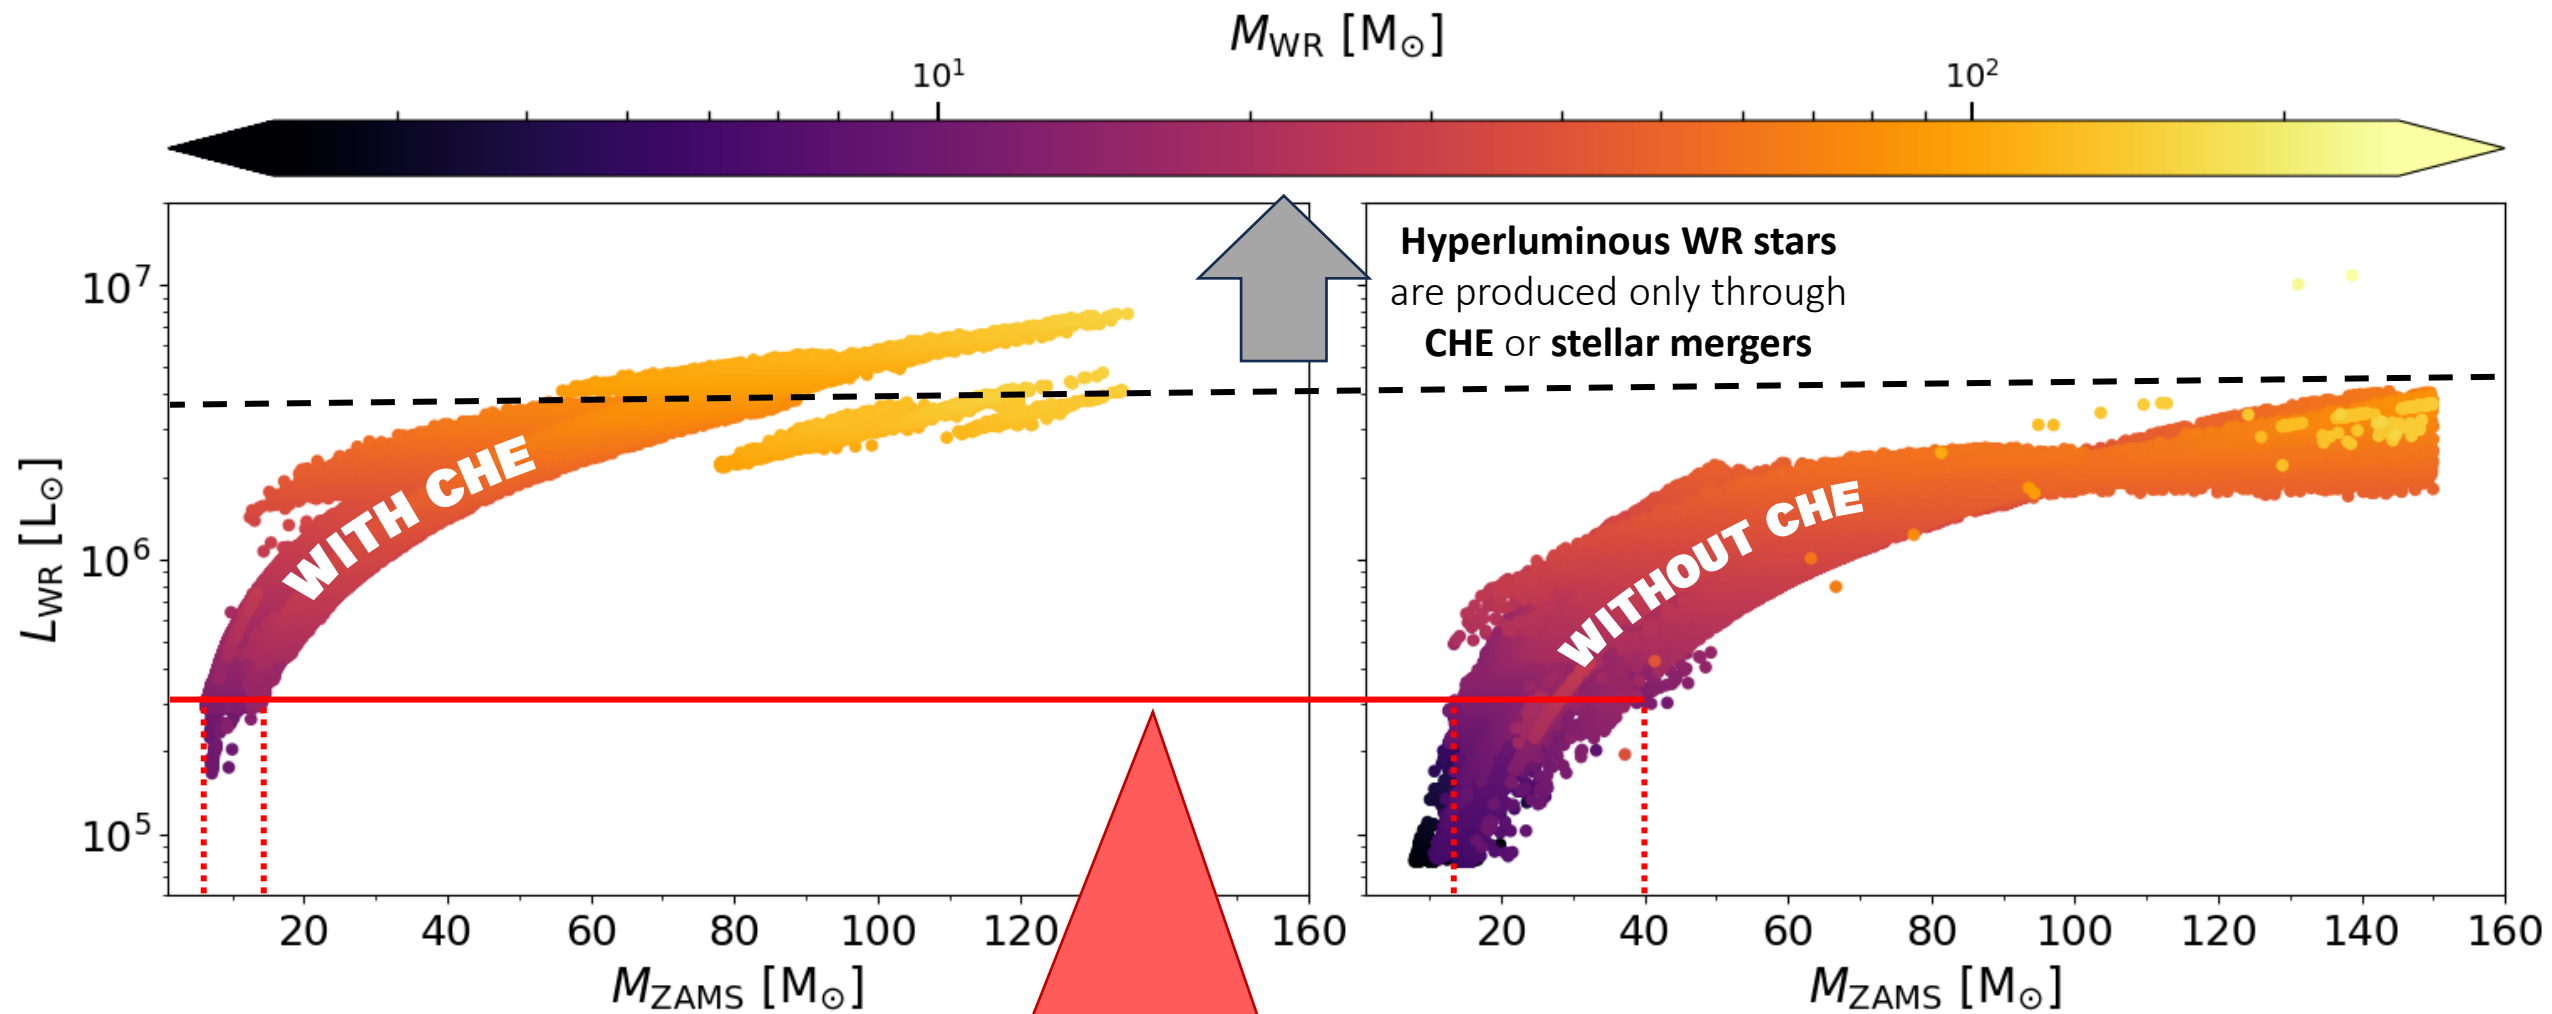 M_WR [M_⊙]
10^1 10^2
Hyperluminous WR stars
are produced only through
CHE or stellar mergers
L_WR [L_⊙]
10^7
10^6
10^5
WITH CHE
WITHOUT CHE
20 40 60 80 100 120 160
20 40 60 80 100 120 140 160
M_ZAMS [M_⊙]
M_ZAMS [M_⊙]